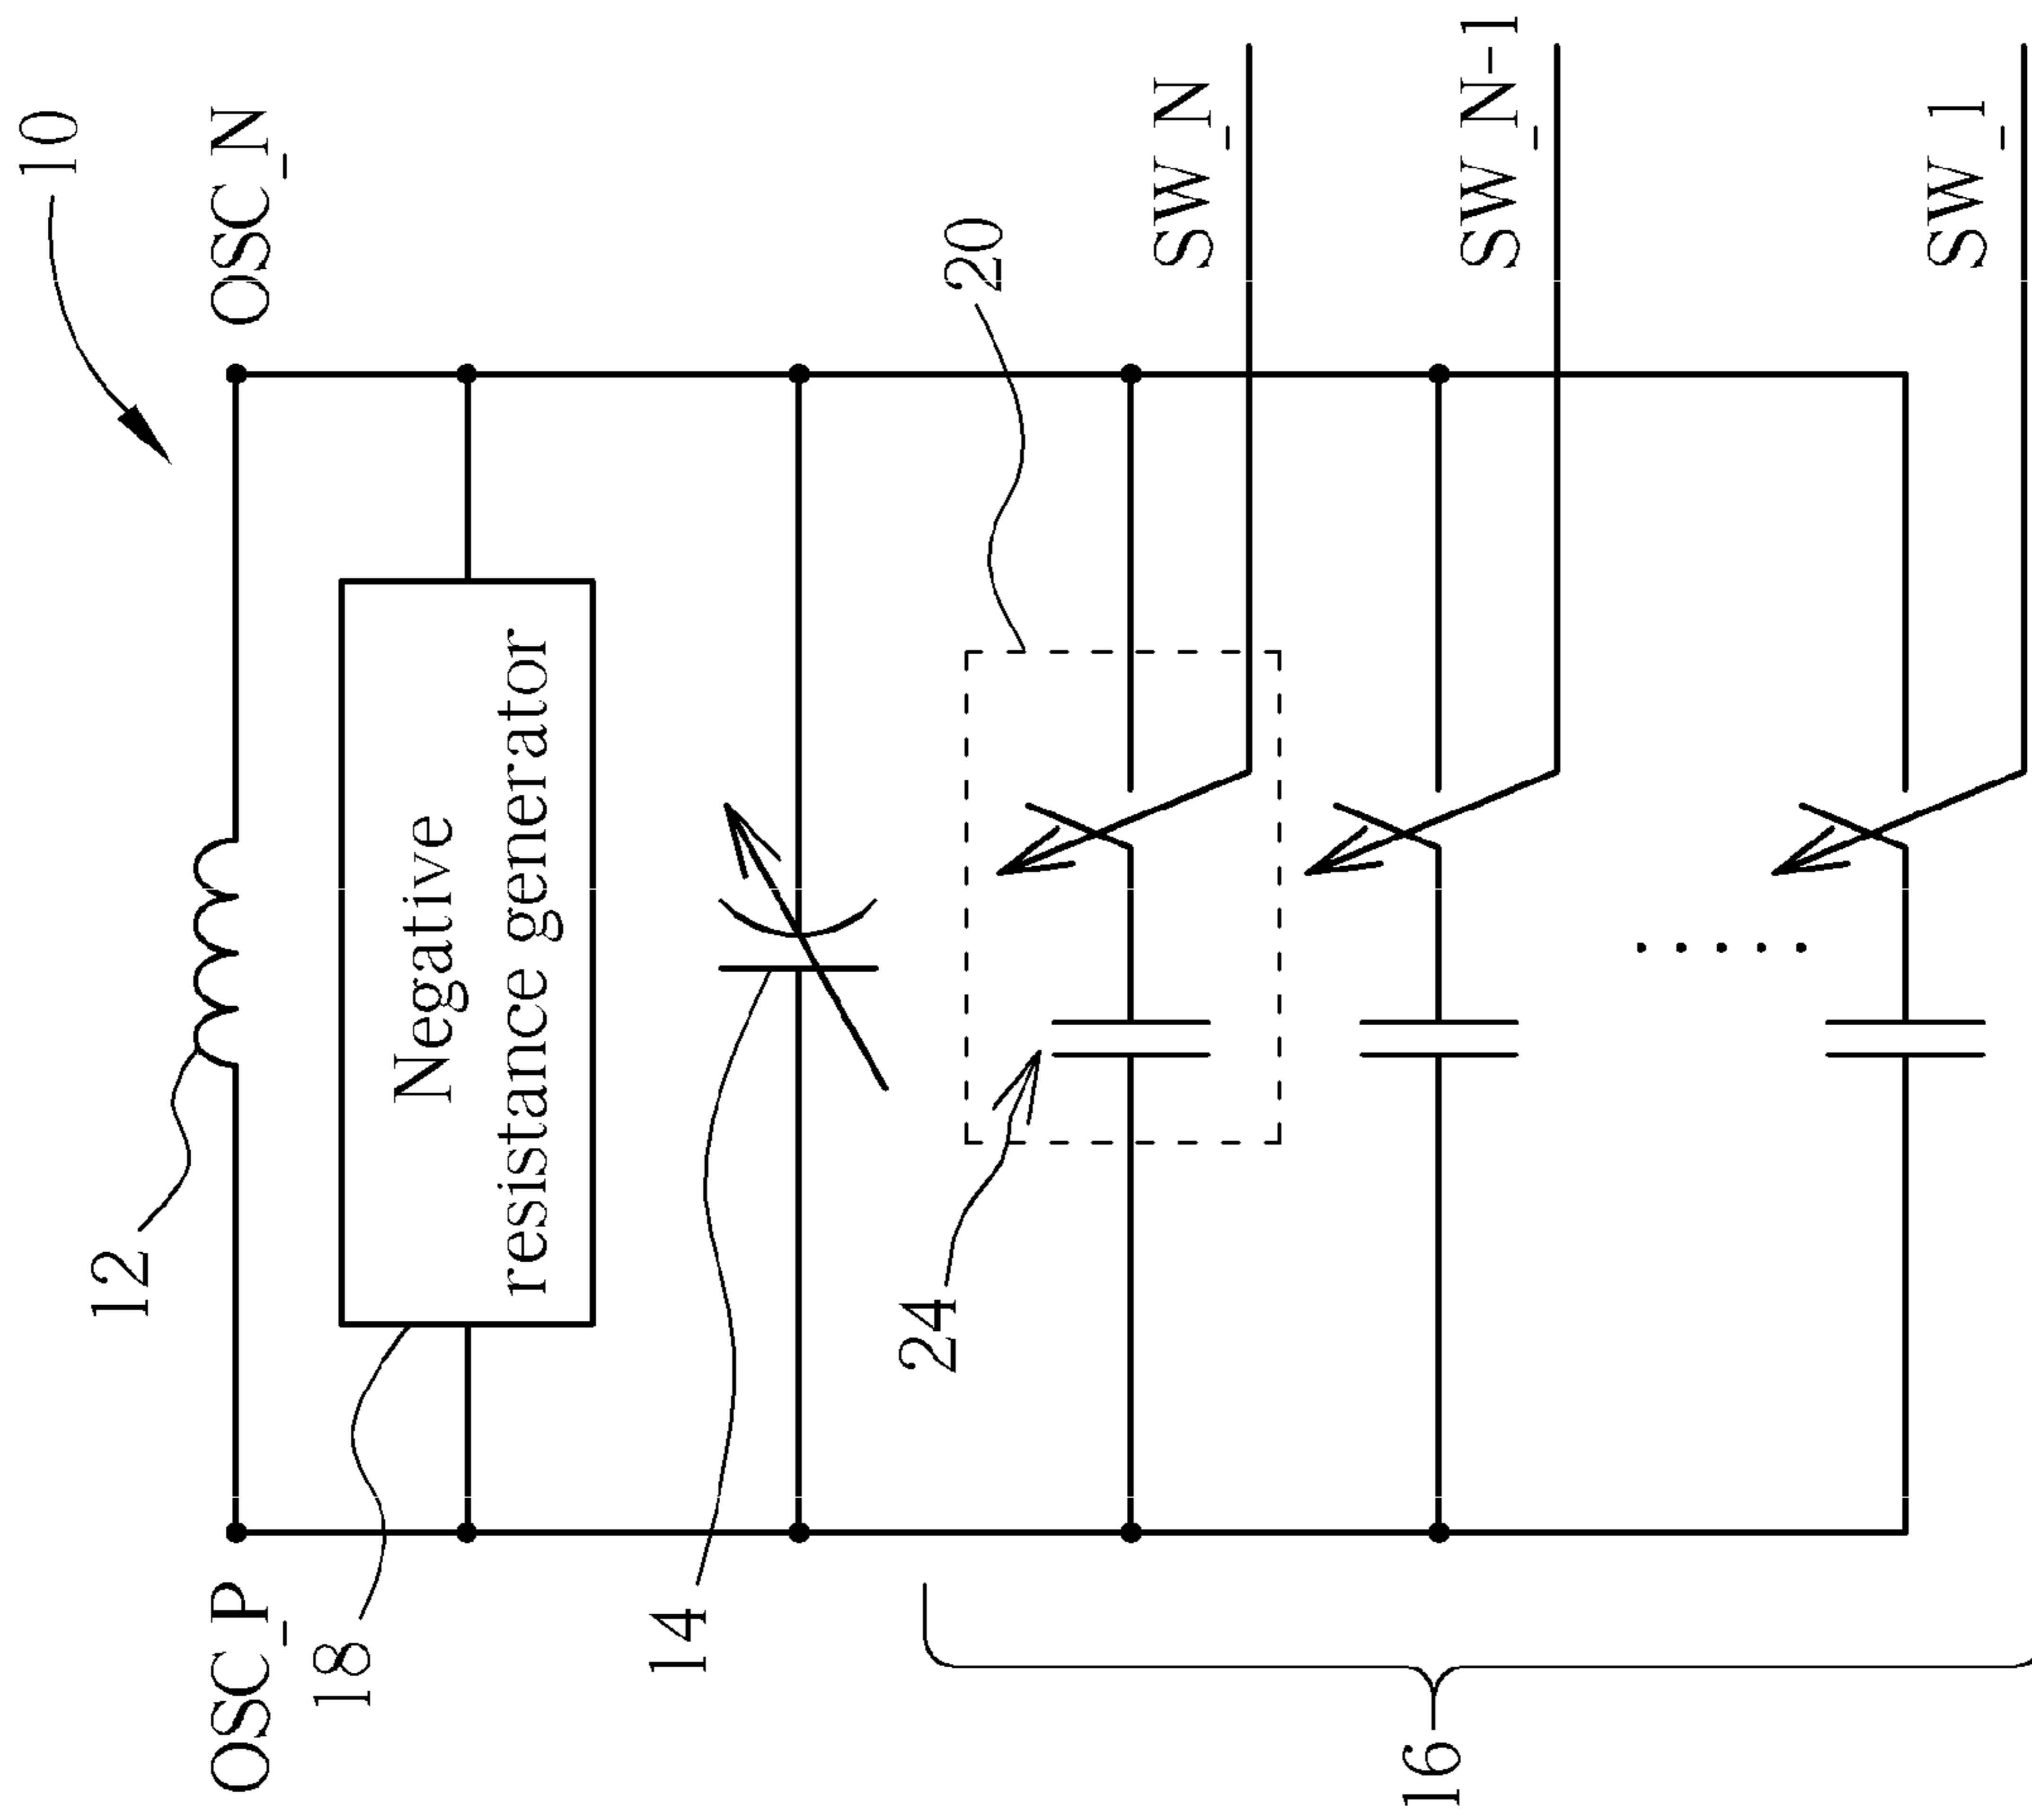 10
OSC_P
OSC_N
12
18
Negative
resistance generator
14
20
24
SW_N
SW_N-1
16
SW_1